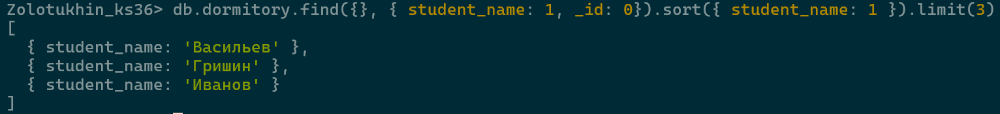 Zolotukhin_ks36> db.dormitory.find({}, { student_name: 1, _id: 0}).sort({ student_name: 1 }).limit(3)
[
  { student_name: 'Васильев' },
  { student_name: 'Гришин' },
  { student_name: 'Иванов' }
]